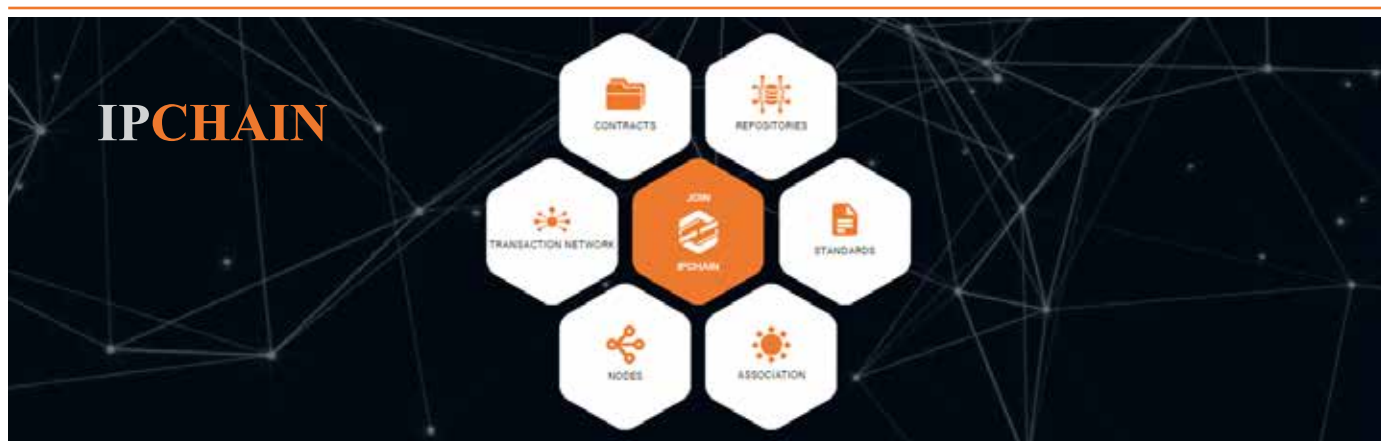 IPCHAIN
CONTRACTS
REPOSITORIES
TRANSACTION NETWORK
JOIN
IPCHAIN
STANDARDS
NODES
ASSOCIATION